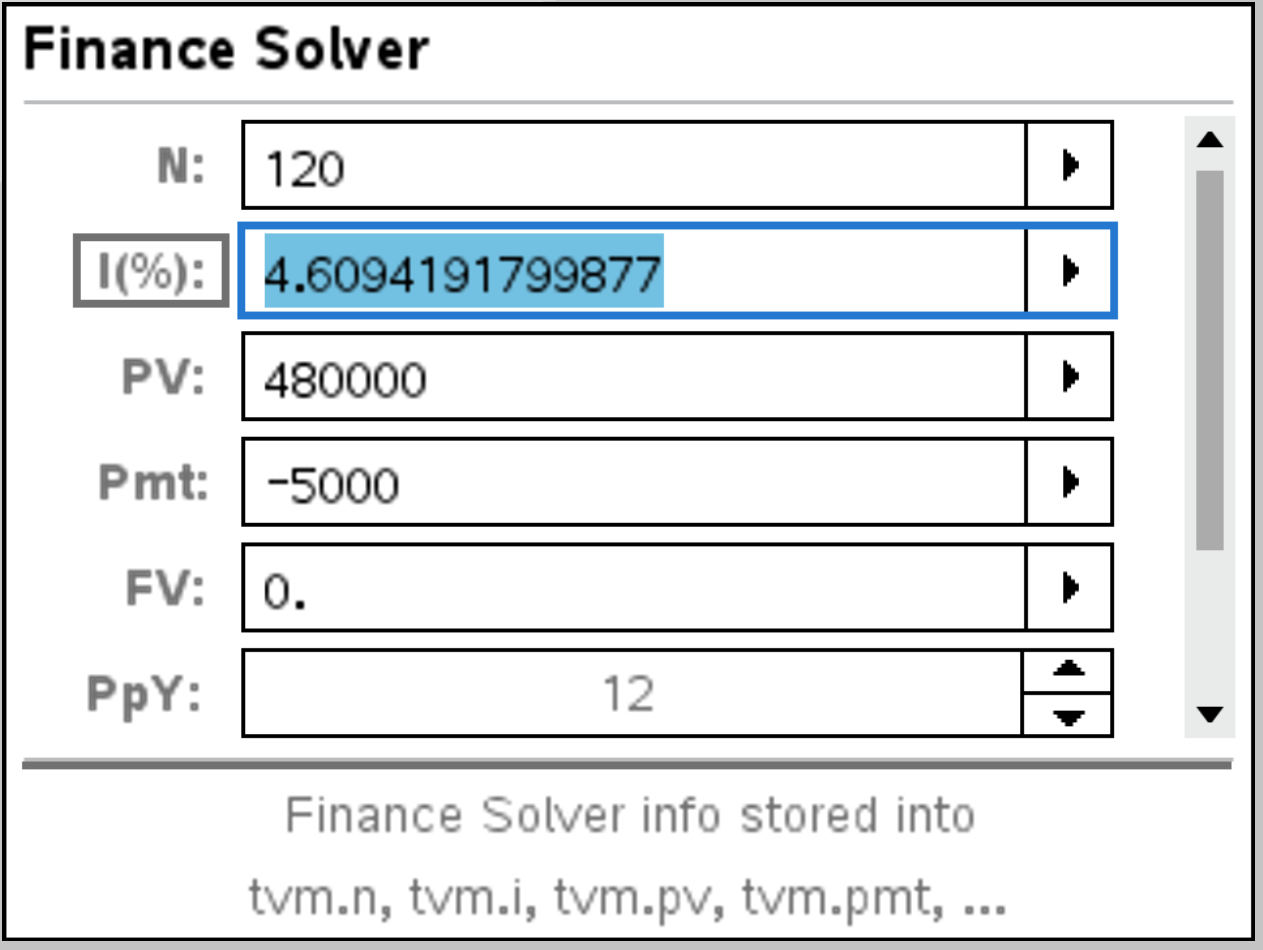 Finance Solver
N: 120
I(%): 4.6094191799877
PV: 480000
Pmt: -5000
FV: 0.
PpY: 12
Finance Solver info stored into
tvm.n, tvm.i, tvm.pv, tvm.pmt, ...